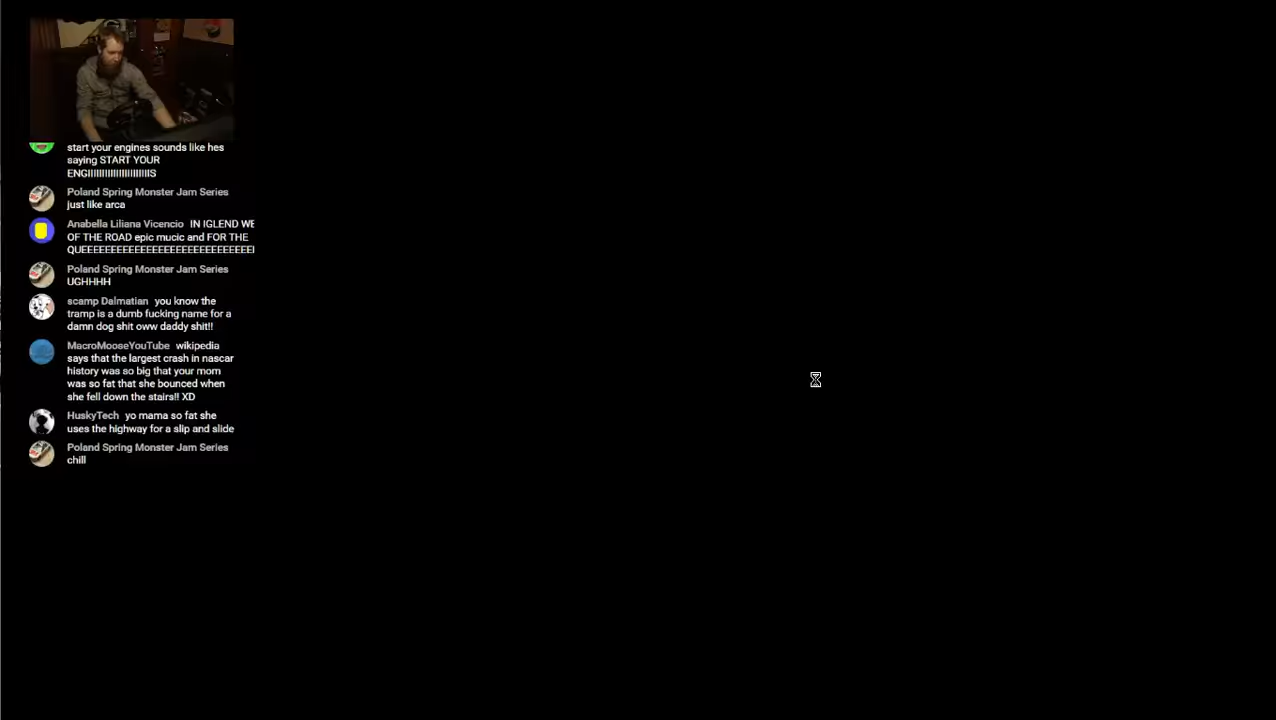 start your engines sounds like hes
saying START YOUR
ENGIIIIIIIIIIIIIIIIIIIIIIS
Poland Spring Monster Jam Series
just like arca
Anabella Liliana Vicencio IN IGLEND WE
OF THE ROAD epic mucic and FOR THE
QUEEEEEEEEEEEEEEEEEEEEEEEEEEEE
Poland Spring Monster Jam Series
UGHHHH
scamp Dalmatian you know the
tramp is a dumb fucking name for a
damn dog shit oww daddy shit!!
MacroMooseYouTube wikipedia
says that the largest crash in nascar
history was so big that your mom
was so fat that she bounced when
she fell down the stairs!! XD
HuskyTech yo mama so fat she
uses the highway for a slip and slide
Poland Spring Monster Jam Series
chill